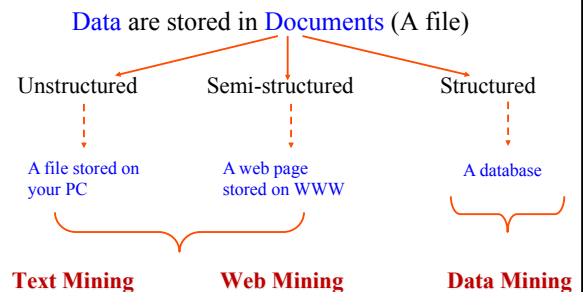 Data are stored in Documents (A file)
Unstructured Semi-structured Structured
A file stored on
your PC
A web page
stored on WWW
A database
Text Mining Web Mining Data Mining